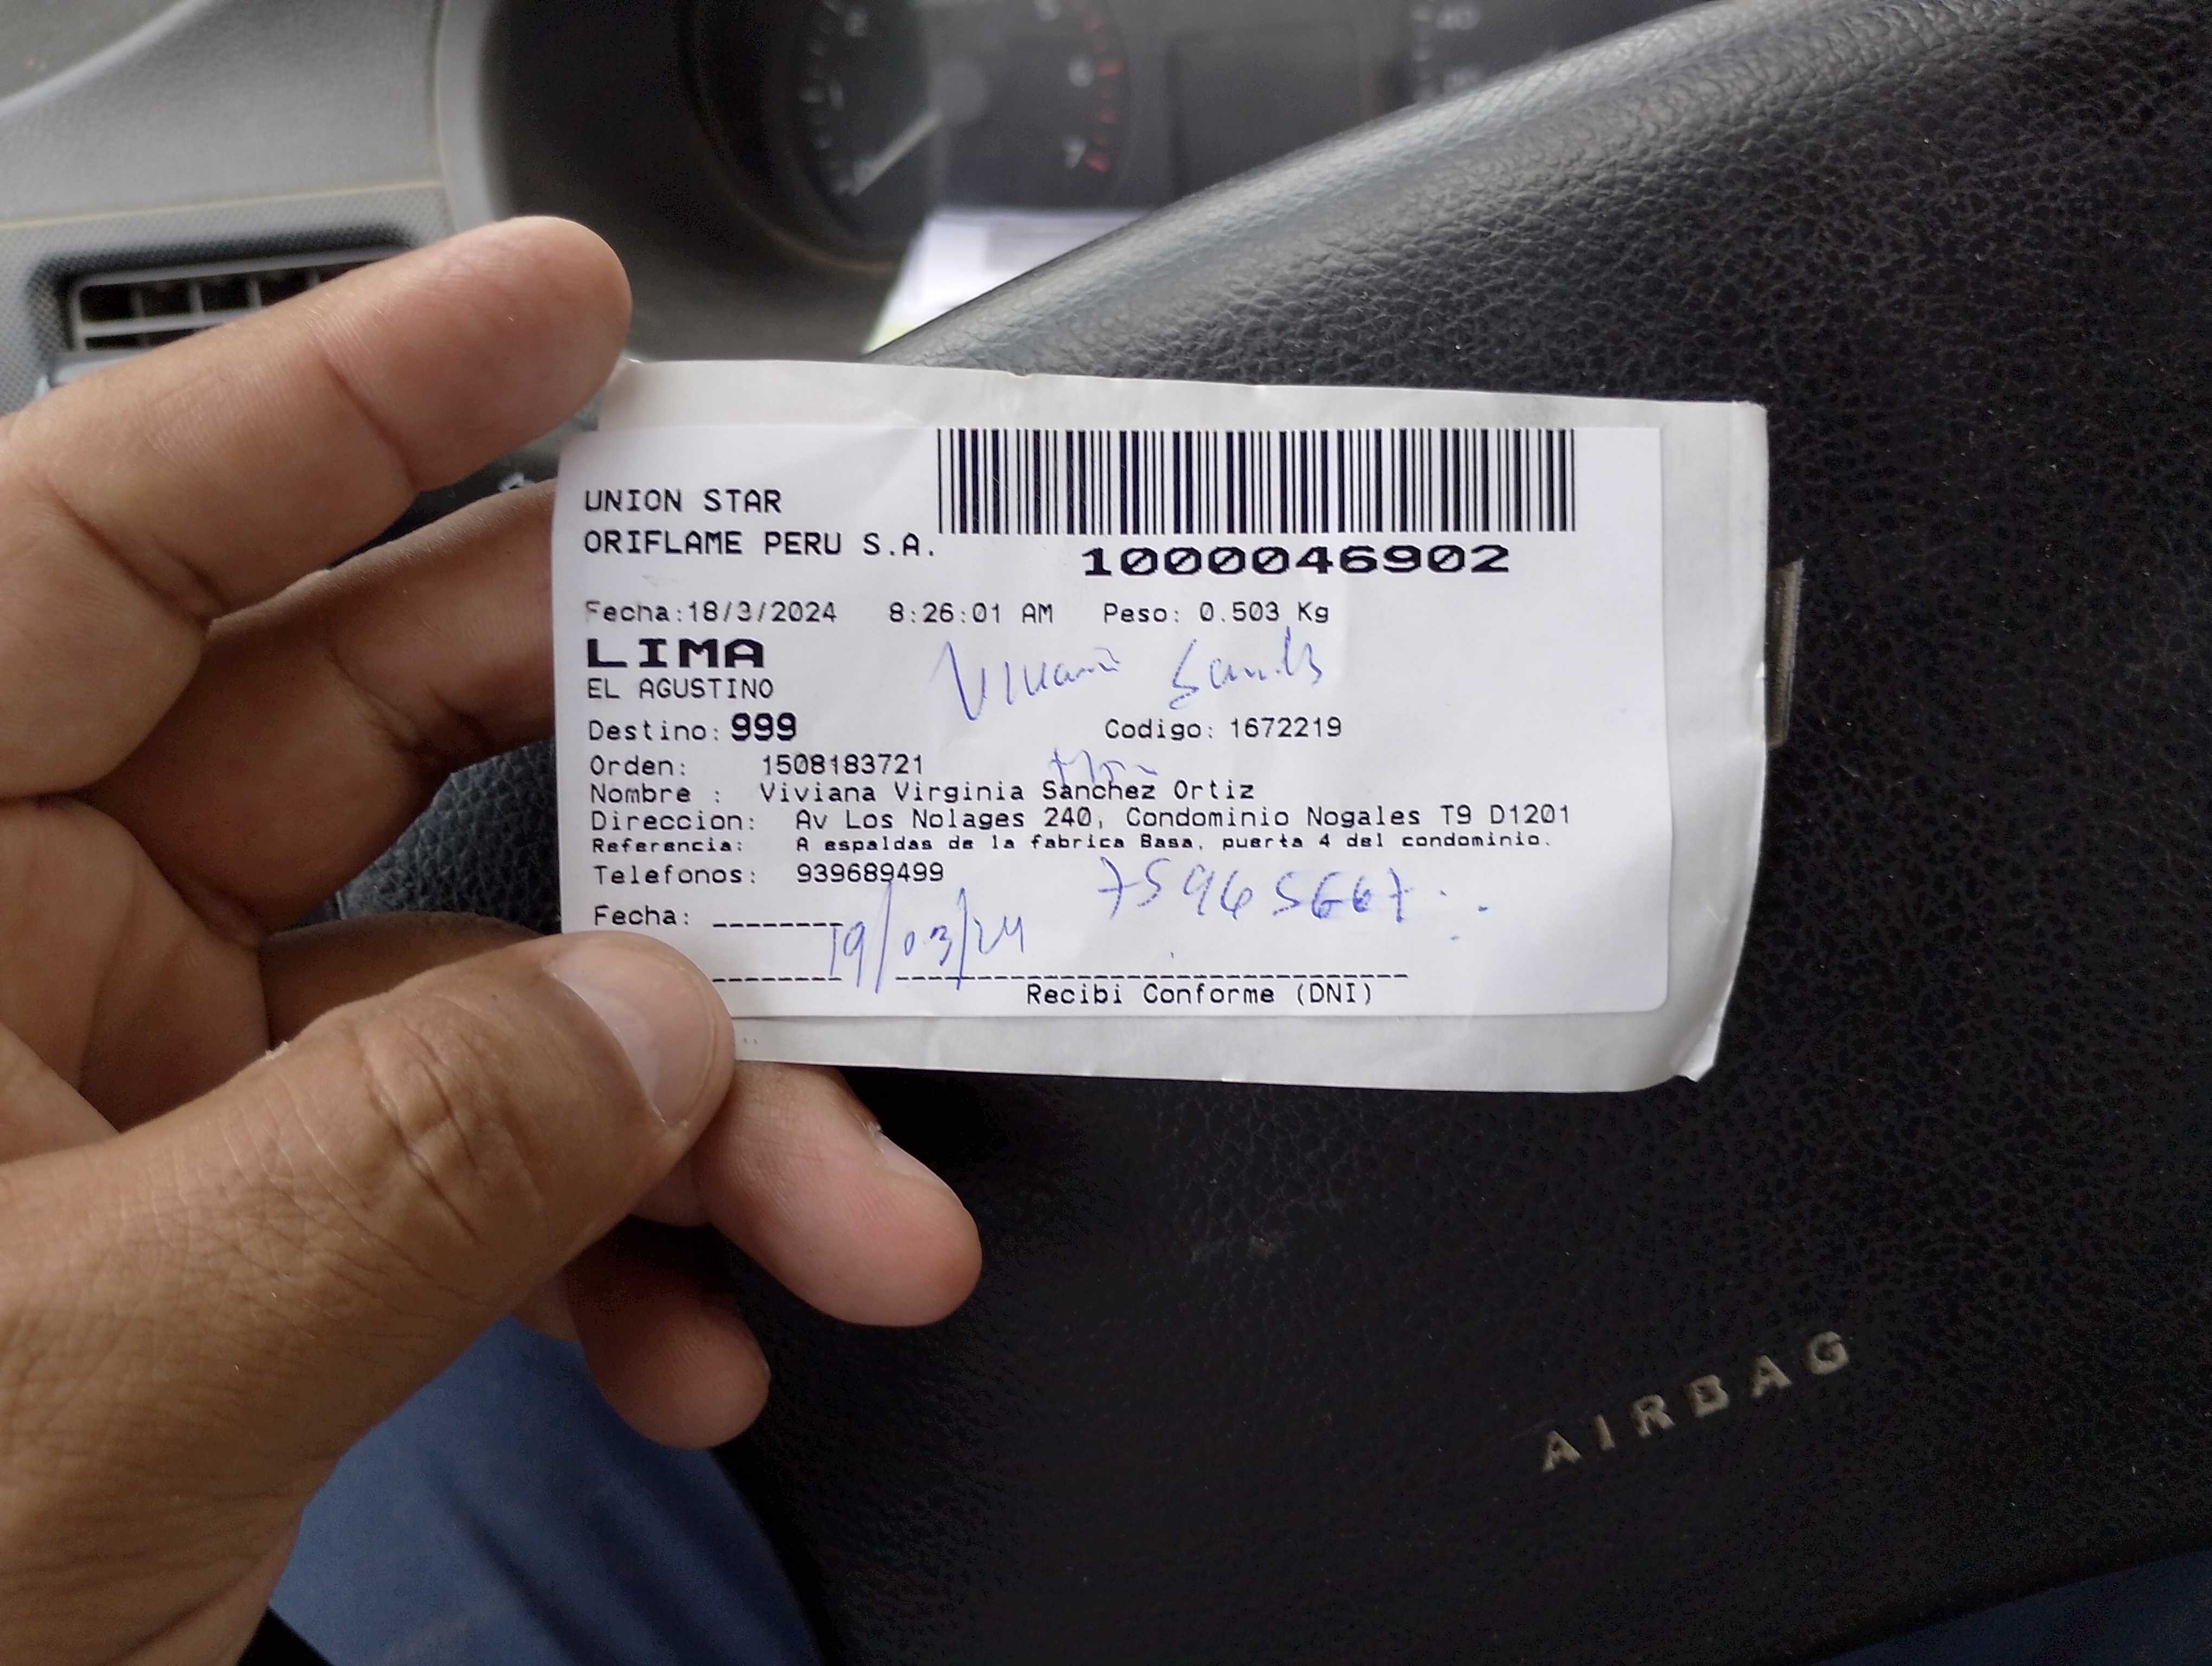 UNION STAR
ORIFLAME PERU S.A.
1000046902
Fecha:18/3/2024 8:26:01 AM Peso: 0.503 Kg
LIMA
EL AGUSTINO
Destino: 999 Codigo: 1672219
Orden: 1508183721
Nombre : Viviana Virginia Sanchez Ortiz
Direccion: Av Los Nolages 240, Condominio Nogales T9 D1201
Referencia: A espaldas de la fabrica Basa, puerta 4 del condominio.
Telefonos: 939689499
Fecha: 19/03/24
Recibi Conforme (DNI)
AIRBAG